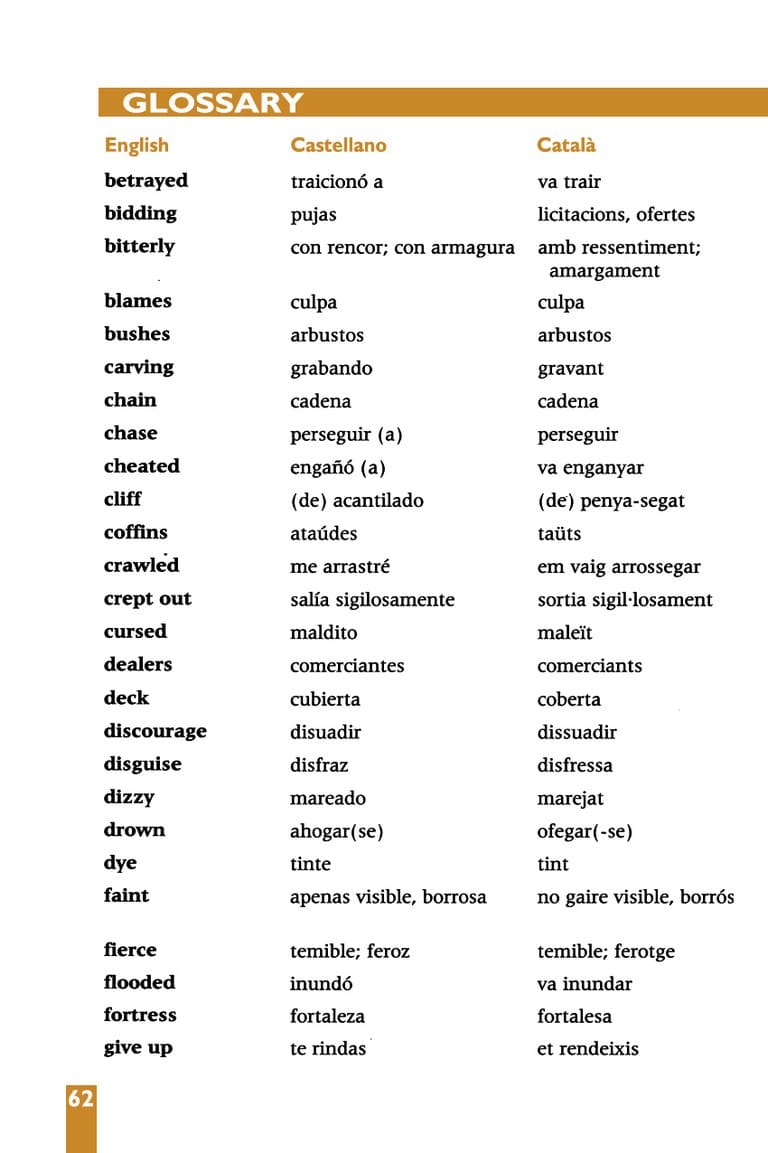 GLOSSARY
English Castellano Català
betrayed traicionó a va trair
bidding pujas licitacions, ofertes
bitterly con rencor; con armagura amb ressentiment;
amargament
blames culpa culpa
bushes arbustos arbustos
carving grabando gravant
chain cadena cadena
chase perseguir (a) perseguir
cheated engañó (a) va enganyar
cliff (de) acantilado (de) penya-segat
coffins ataúdes taüts
crawled me arrastré em vaig arrossegar
crept out salía sigilosamente sortia sigil·losament
cursed maldito maleït
dealers comerciantes comerciants
deck cubierta coberta
discourage disuadir dissuadir
disguise disfraz disfressa
dizzy mareado marejat
drown ahogar(se) ofegar(-se)
dye tinte tint
faint apenas visible, borrosa no gaire visible, borrós
fierce temible; feroz temible; ferotge
flooded inundó va inundar
fortress fortaleza fortalesa
give up te rindas et rendeixis
62